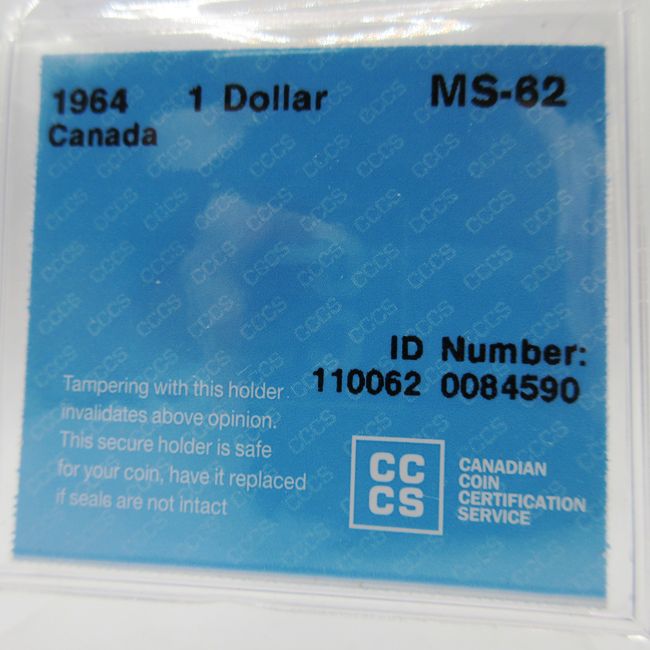 1964 1 Dollar MS-62
Canada
ID Number:
110062 0084590
Tampering with this holder
invalidates above opinion.
This secure holder is safe
for your coin, have it replaced
if seals are not intact
CC
CS
CANADIAN
COIN
CERTIFICATION
SERVICE